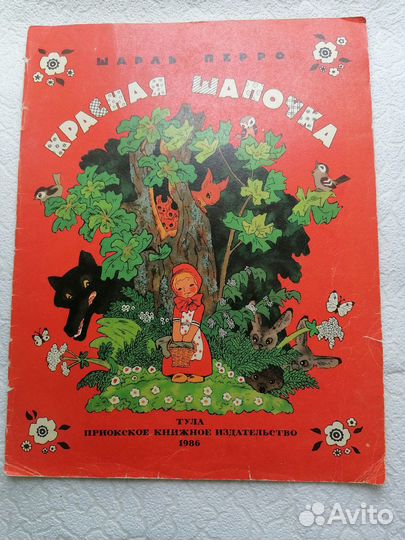 ШАРЛЬ ПЕРРО
КРАСНАЯ ШАПОЧКА
ТУЛА
ПРИОКСКОЕ КНИЖНОЕ ИЗДАТЕЛЬСТВО
1986
Avito